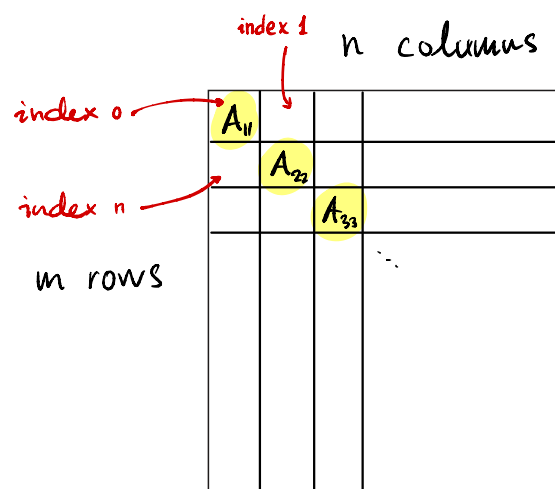 index 1
n columns
index 0
A₁₁
A₂₂
index n
A₃₃
m rows